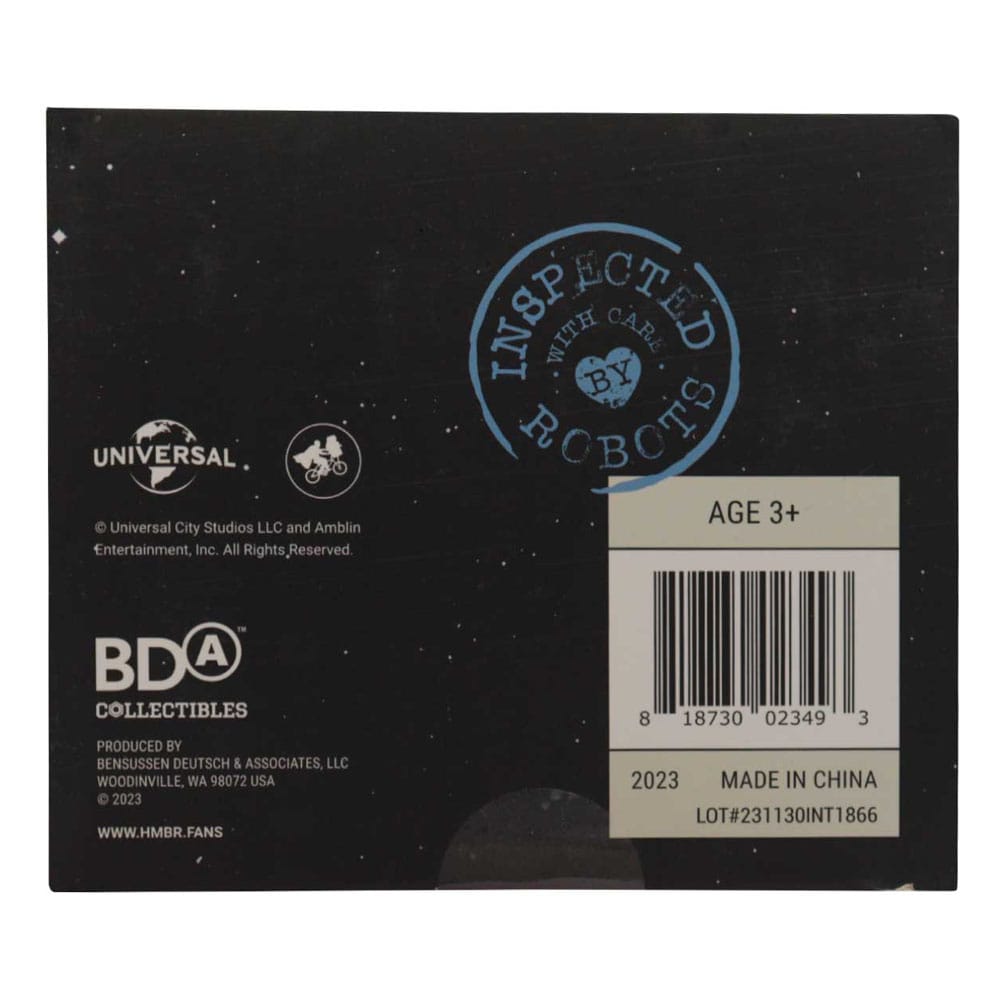 INSPECTED
WITH CARE
BY
ROBOTS
UNIVERSAL
© Universal City Studios LLC and Amblin
Entertainment, Inc. All Rights Reserved.
BDA™
COLLECTIBLES
PRODUCED BY
BENSUSSEN DEUTSCH & ASSOCIATES, LLC
WOODINVILLE, WA 98072 USA
© 2023
WWW.HMBR.FANS
AGE 3+
8 18730 02349 3
2023 MADE IN CHINA
LOT#231130INT1866